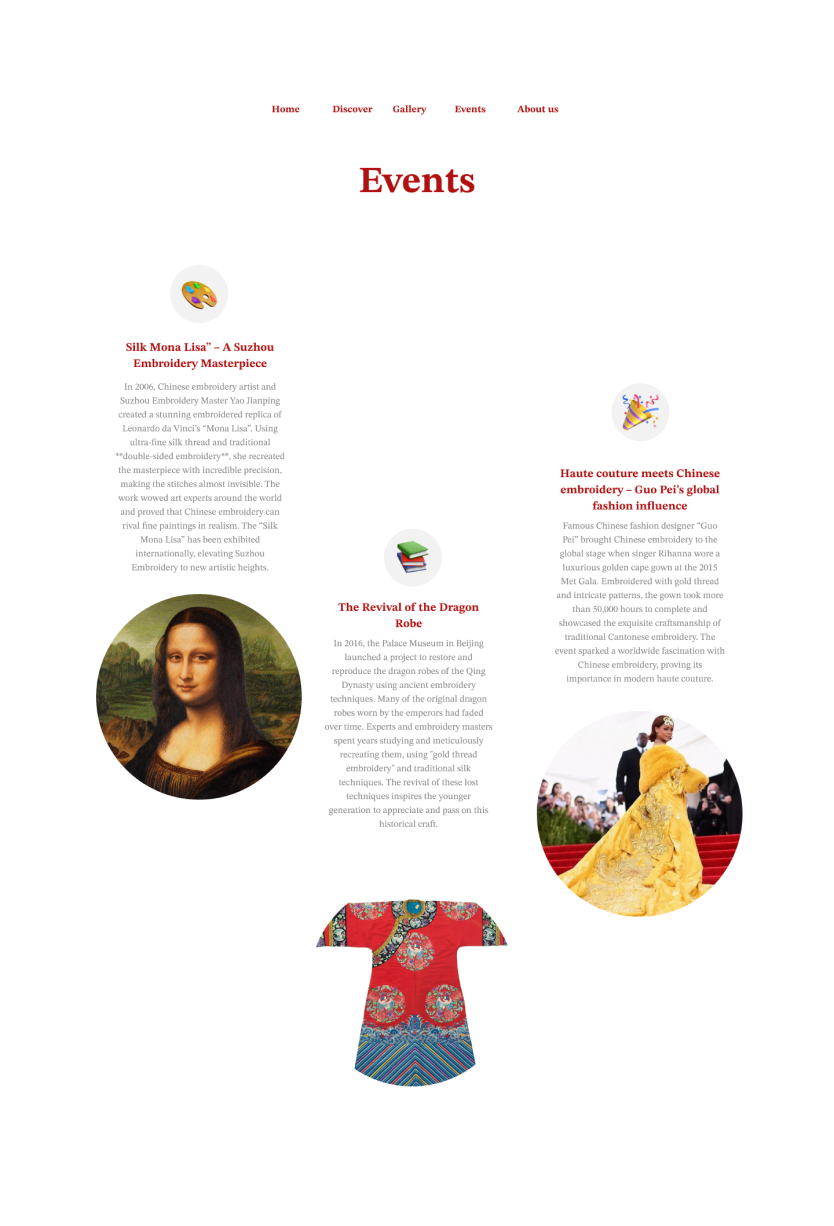 Home Discover Gallery Events About us
Events
Silk Mona Lisa” – A Suzhou
Embroidery Masterpiece
In 2006, Chinese embroidery artist and
Suzhou Embroidery Master Yao Jianping
created a stunning embroidered replica of
Leonardo da Vinci’s “Mona Lisa”. Using
ultra-fine silk thread and traditional
**double-sided embroidery**, she recreated
the masterpiece with incredible precision,
making the stitches almost invisible. The
work wowed art experts around the world
and proved that Chinese embroidery can
rival fine paintings in realism. The “Silk
Mona Lisa” has been exhibited
internationally, elevating Suzhou
Embroidery to new artistic heights.
The Revival of the Dragon
Robe
In 2016, the Palace Museum in Beijing
launched a project to restore and
reproduce the dragon robes of the Qing
Dynasty using ancient embroidery
techniques. Many of the original dragon
robes worn by the emperors had faded
over time. Experts and embroidery masters
spent years studying and meticulously
recreating them, using "gold thread
embroidery" and traditional silk
techniques. The revival of these lost
techniques inspires the younger
generation to appreciate and pass on this
historical craft.
Haute couture meets Chinese
embroidery – Guo Pei’s global
fashion influence
Famous Chinese fashion designer “Guo
Pei” brought Chinese embroidery to the
global stage when singer Rihanna wore a
luxurious golden cape gown at the 2015
Met Gala. Embroidered with gold thread
and intricate patterns, the gown took more
than 50,000 hours to complete and
showcased the exquisite craftsmanship of
traditional Cantonese embroidery. The
event sparked a worldwide fascination with
Chinese embroidery, proving its
importance in modern haute couture.